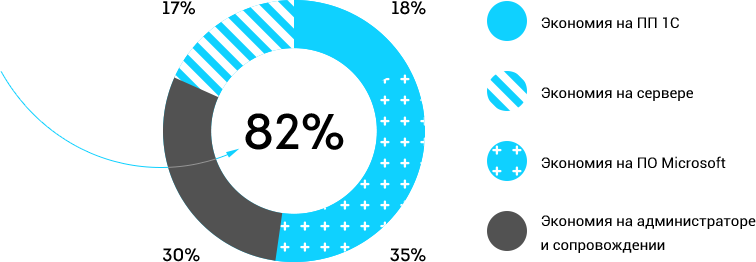 17%
18%
82%
30%
35%
Экономия на ПП 1С
Экономия на сервере
Экономия на ПО Microsoft
Экономия на администраторе
и сопровождении